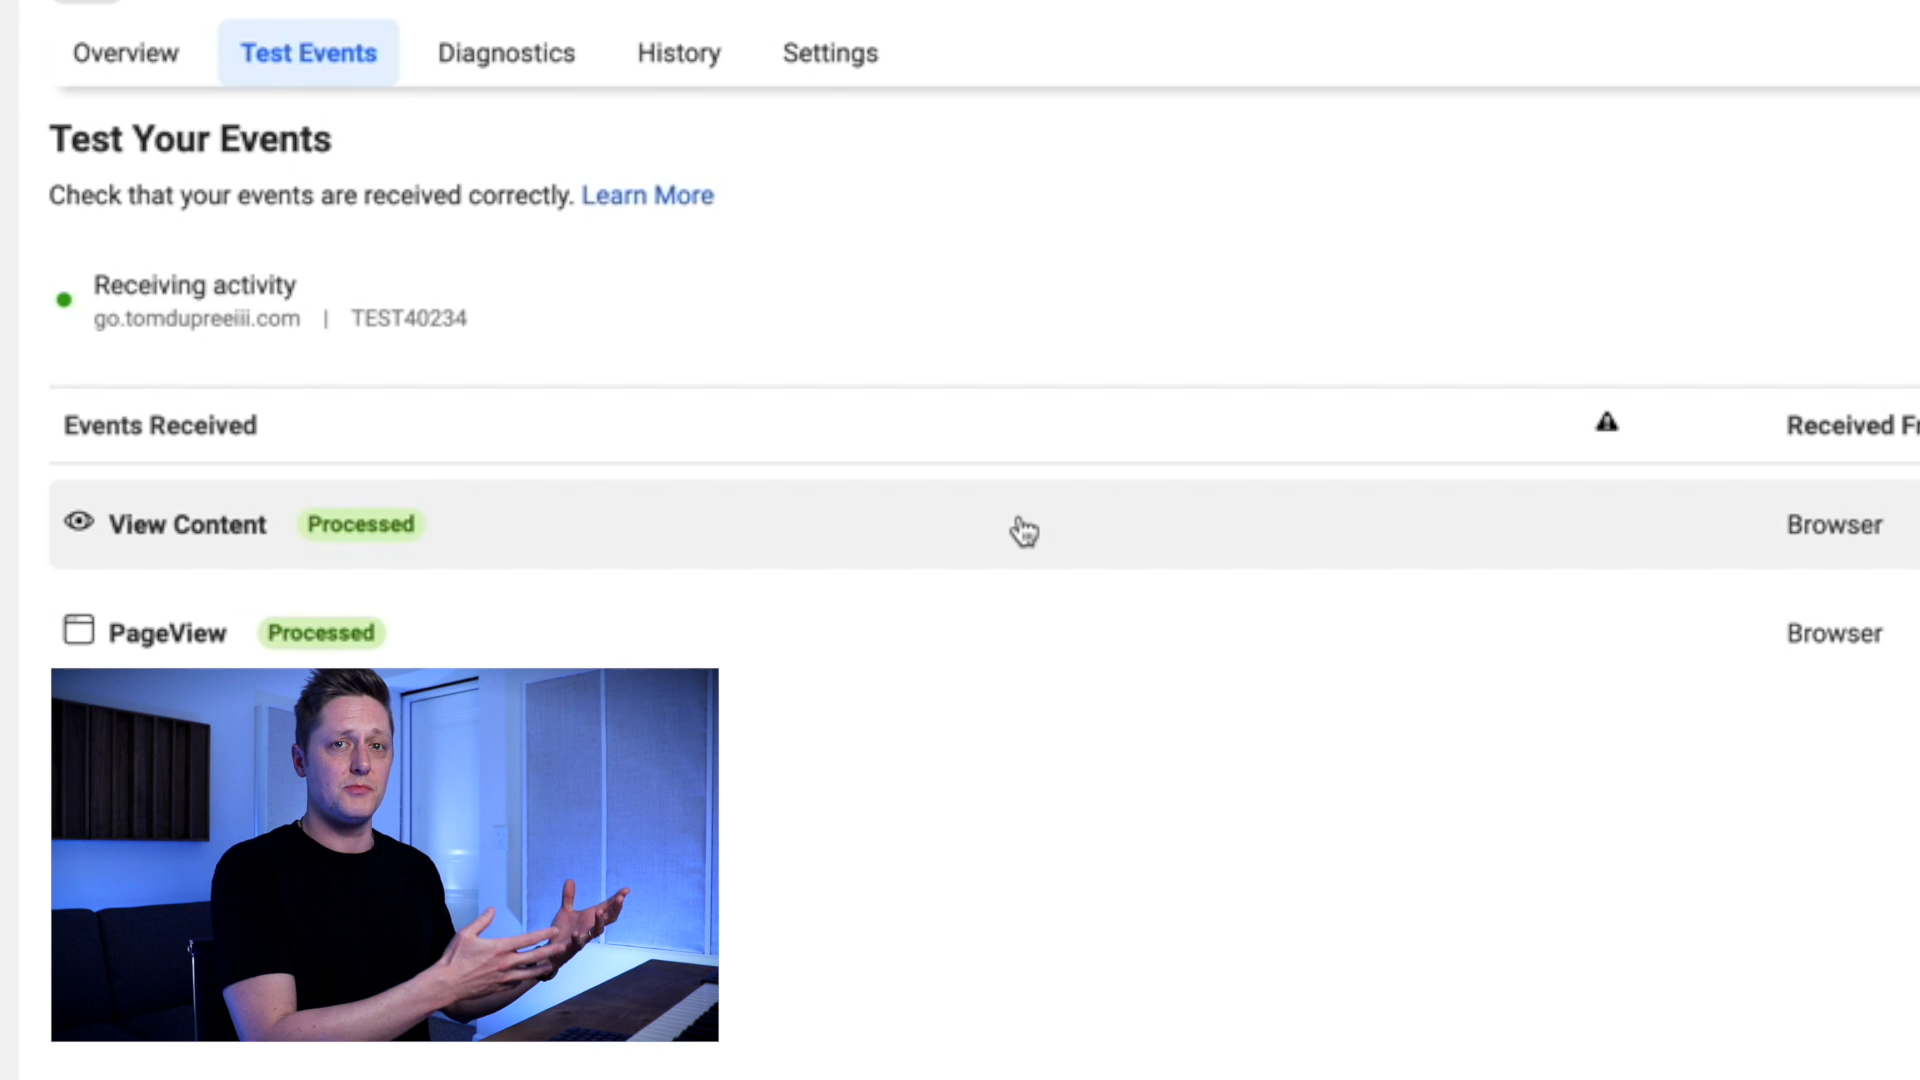 Overview Test Events Diagnostics History Settings
Test Your Events
Check that your events are received correctly. Learn More
Receiving activity
go.tomdupreeiii.com | TEST40234
Events Received Received Fr
View Content Processed Browser
PageView Processed Browser